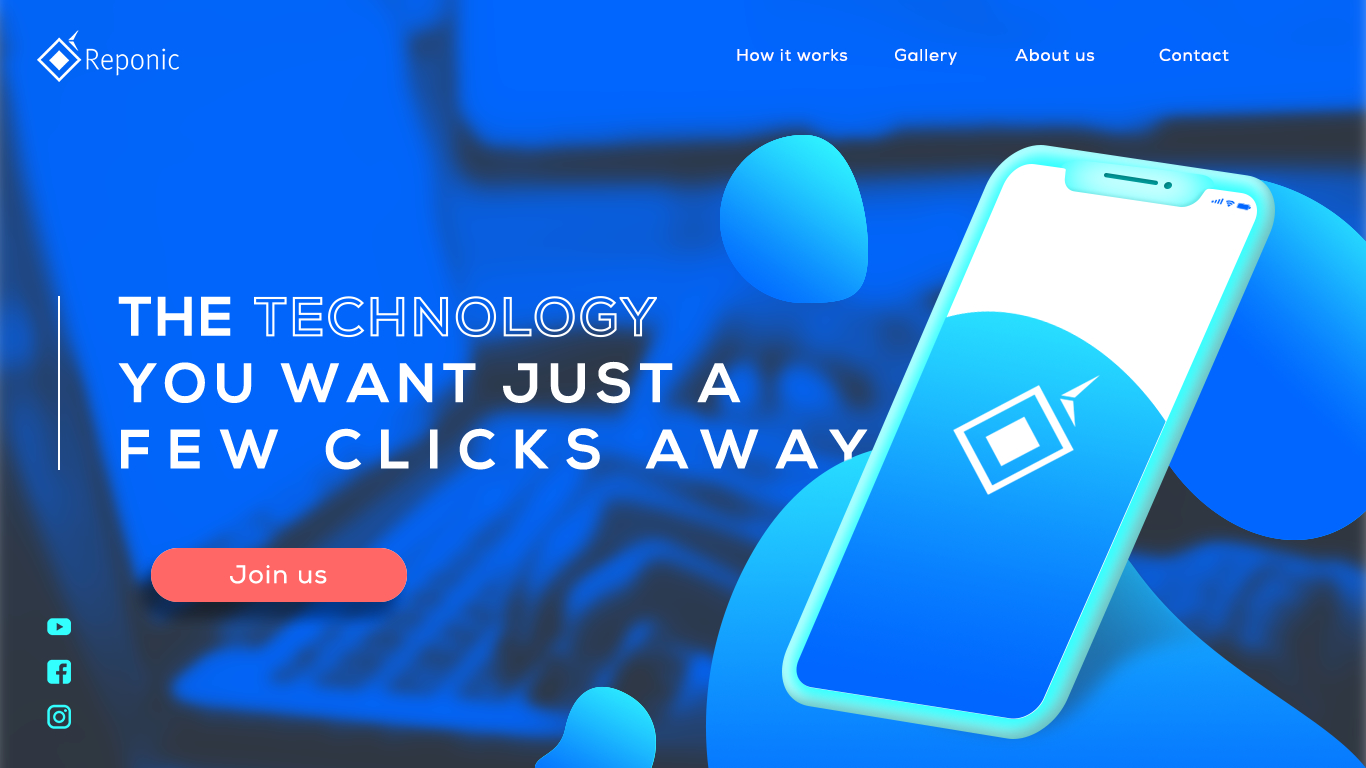 Reponic
How it works
Gallery
About us
Contact
THE TECHNOLOGY
YOU WANT JUST A
FEW CLICKS AWAY
Join us